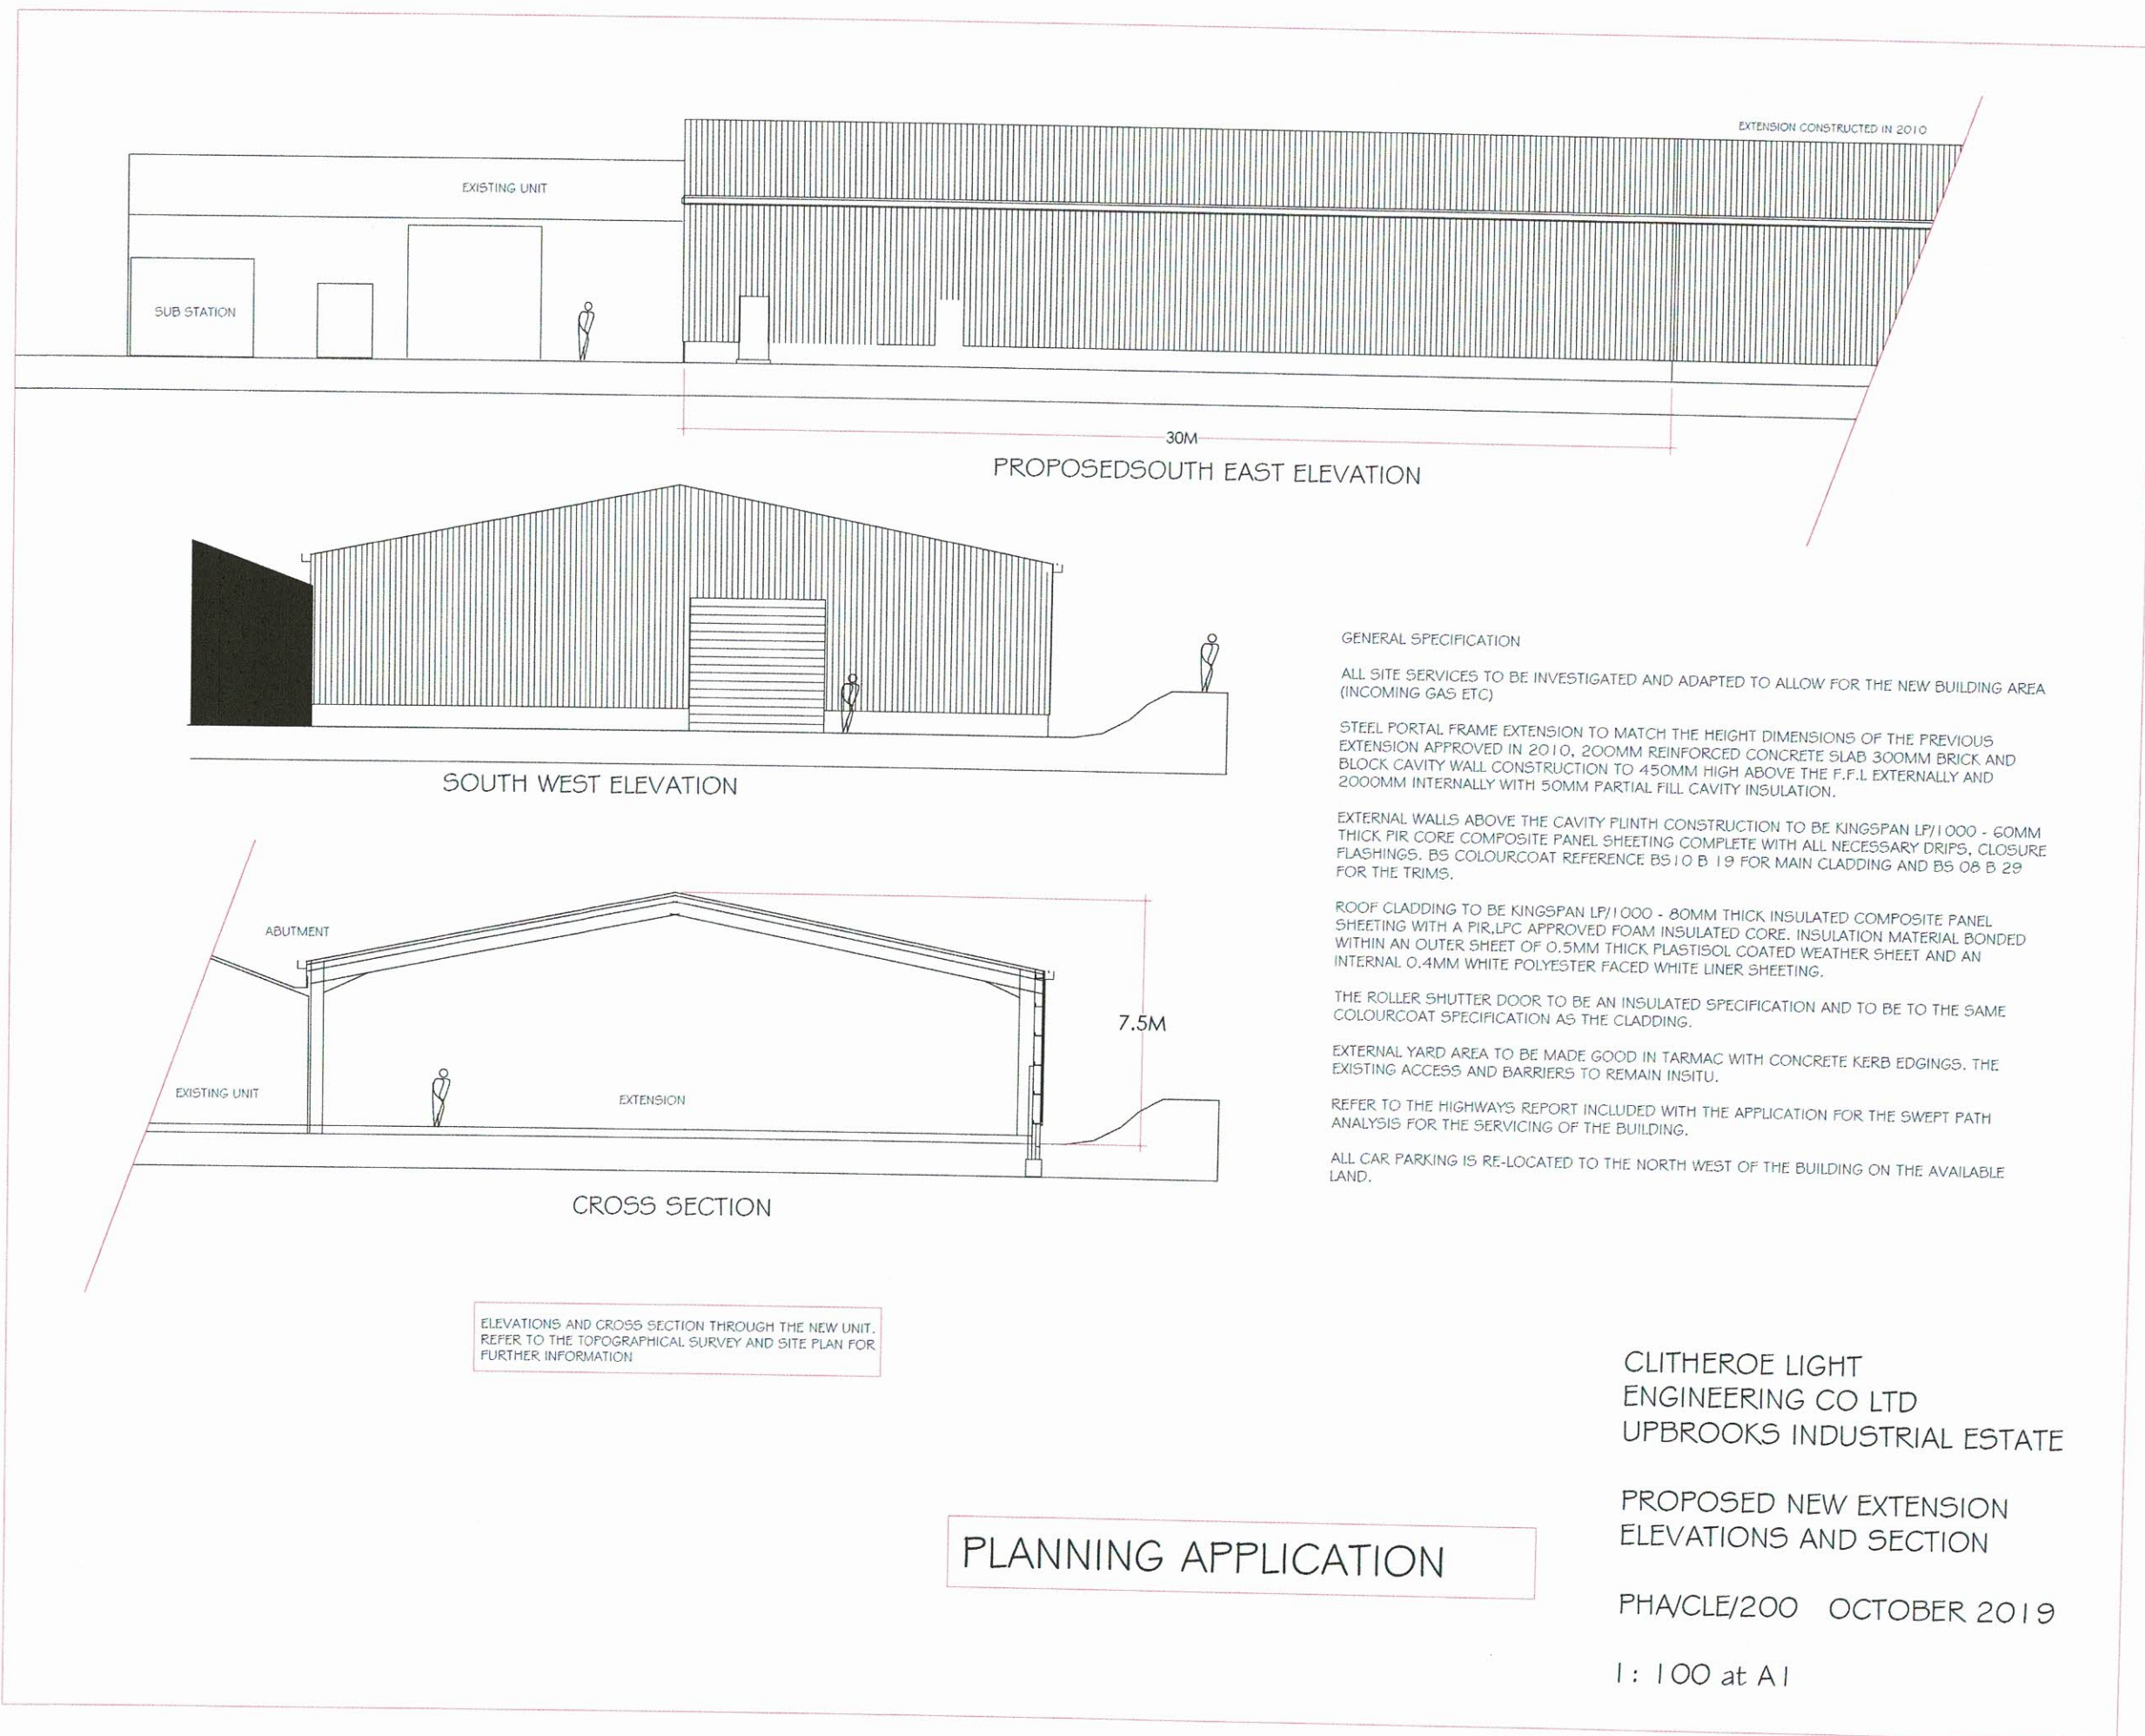 EXTENSION CONSTRUCTED IN 2010
EXISTING UNIT
SUB STATION
30M
PROPOSEDSOUTH EAST ELEVATION
SOUTH WEST ELEVATION
GENERAL SPECIFICATION
ALL SITE SERVICES TO BE INVESTIGATED AND ADAPTED TO ALLOW FOR THE NEW BUILDING AREA
(INCOMING GAS ETC)
STEEL PORTAL FRAME EXTENSION TO MATCH THE HEIGHT DIMENSIONS OF THE PREVIOUS
EXTENSION APPROVED IN 2010, 200MM REINFORCED CONCRETE SLAB 300MM BRICK AND
BLOCK CAVITY WALL CONSTRUCTION TO 450MM HIGH ABOVE THE F.F.L EXTERNALLY AND
2000MM INTERNALLY WITH 50MM PARTIAL FILL CAVITY INSULATION.
EXTERNAL WALLS ABOVE THE CAVITY PLINTH CONSTRUCTION TO BE KINGSPAN LP/1000 - 60MM
THICK PIR CORE COMPOSITE PANEL SHEETING COMPLETE WITH ALL NECESSARY DRIPS, CLOSURE
FLASHINGS. BS COLOURCOAT REFERENCE BS10 B 19 FOR MAIN CLADDING AND BS 08 B 29
FOR THE TRIMS.
ROOF CLADDING TO BE KINGSPAN LP/1000 - 80MM THICK INSULATED COMPOSITE PANEL
SHEETING WITH A PIR,LPC APPROVED FOAM INSULATED CORE. INSULATION MATERIAL BONDED
WITHIN AN OUTER SHEET OF 0.5MM THICK PLASTISOL COATED WEATHER SHEET AND AN
INTERNAL 0.4MM WHITE POLYESTER FACED WHITE LINER SHEETING.
THE ROLLER SHUTTER DOOR TO BE AN INSULATED SPECIFICATION AND TO BE TO THE SAME
COLOURCOAT SPECIFICATION AS THE CLADDING.
EXTERNAL YARD AREA TO BE MADE GOOD IN TARMAC WITH CONCRETE KERB EDGINGS. THE
EXISTING ACCESS AND BARRIERS TO REMAIN INSITU.
REFER TO THE HIGHWAYS REPORT INCLUDED WITH THE APPLICATION FOR THE SWEPT PATH
ANALYSIS FOR THE SERVICING OF THE BUILDING.
ALL CAR PARKING IS RE-LOCATED TO THE NORTH WEST OF THE BUILDING ON THE AVAILABLE
LAND.
ABUTMENT
7.5M
EXISTING UNIT
EXTENSION
CROSS SECTION
ELEVATIONS AND CROSS SECTION THROUGH THE NEW UNIT.
REFER TO THE TOPOGRAPHICAL SURVEY AND SITE PLAN FOR
FURTHER INFORMATION
PLANNING APPLICATION
CLITHEROE LIGHT
ENGINEERING CO LTD
UPBROOKS INDUSTRIAL ESTATE
PROPOSED NEW EXTENSION
ELEVATIONS AND SECTION
PHA/CLE/200 OCTOBER 2019
1: 100 at A1